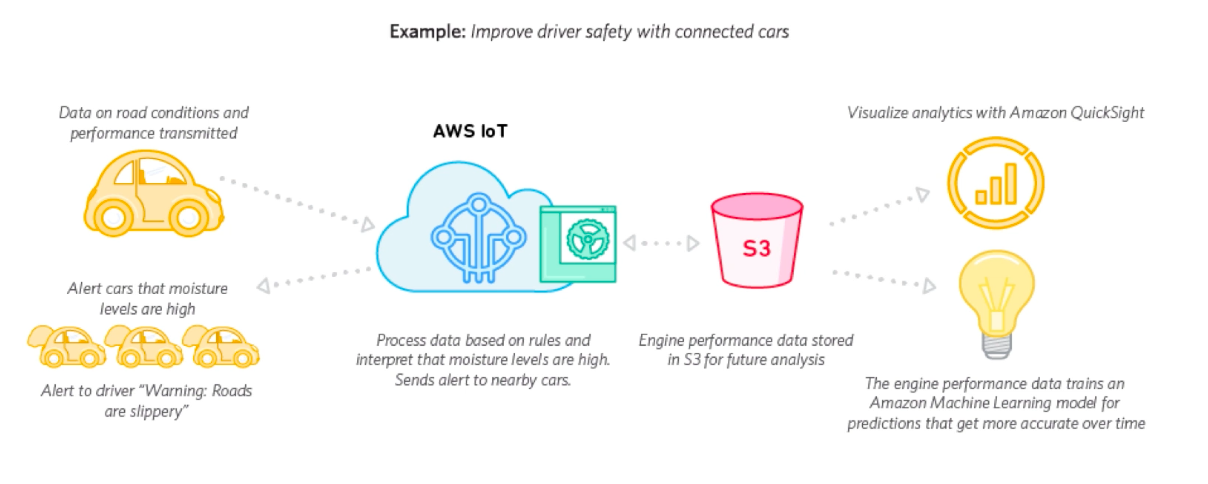 Example: Improve driver safety with connected cars
Data on road conditions and
performance transmitted
AWS IoT
Visualize analytics with Amazon QuickSight
S3
Alert cars that moisture
levels are high
Process data based on rules and
interpret that moisture levels are high.
Sends alert to nearby cars.
Engine performance data stored
in S3 for future analysis
Alert to driver “Warning: Roads
are slippery”
The engine performance data trains an
Amazon Machine Learning model for
predictions that get more accurate over time